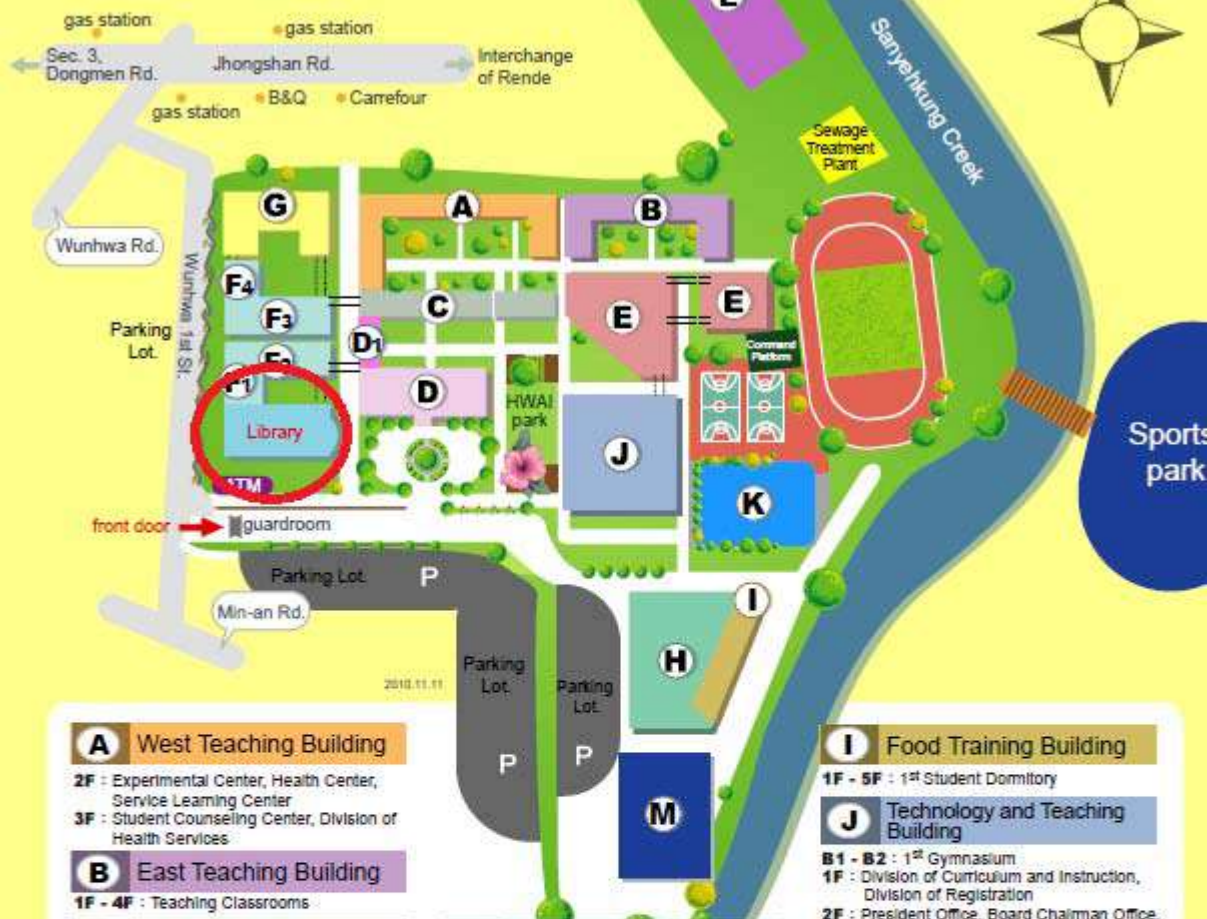 gas station
gas station
Sec. 3,
Dongmen Rd.
Jhongshan Rd.
Interchange
of Rende
gas station
B&Q
Carrefour
Sanyehkung Creek
Sewage
Treatment
Plant
G
A
B
Wunhwa Rd.
Wunhwa 1st St.
F4
F3
C
E
E
Parking
Lot.
D1
Command
Platform
F1
D
HWAI
park
Library
J
Sports
park
K
ATM
front door
guardroom
Parking Lot.
P
I
Min-an Rd.
H
Parking
Lot.
Parking
Lot.
2010.11.11
P
P
M
A West Teaching Building
2F : Experimental Center, Health Center,
Service Learning Center
3F : Student Counseling Center, Division of
Health Services
B East Teaching Building
1F - 4F : Teaching Classrooms
I Food Training Building
1F - 5F : 1st Student Dormitory
J Technology and Teaching
Building
B1 - B2 : 1st Gymnasium
1F : Division of Curriculum and Instruction,
Division of Registration
2F : President Office, Board Chairman Office